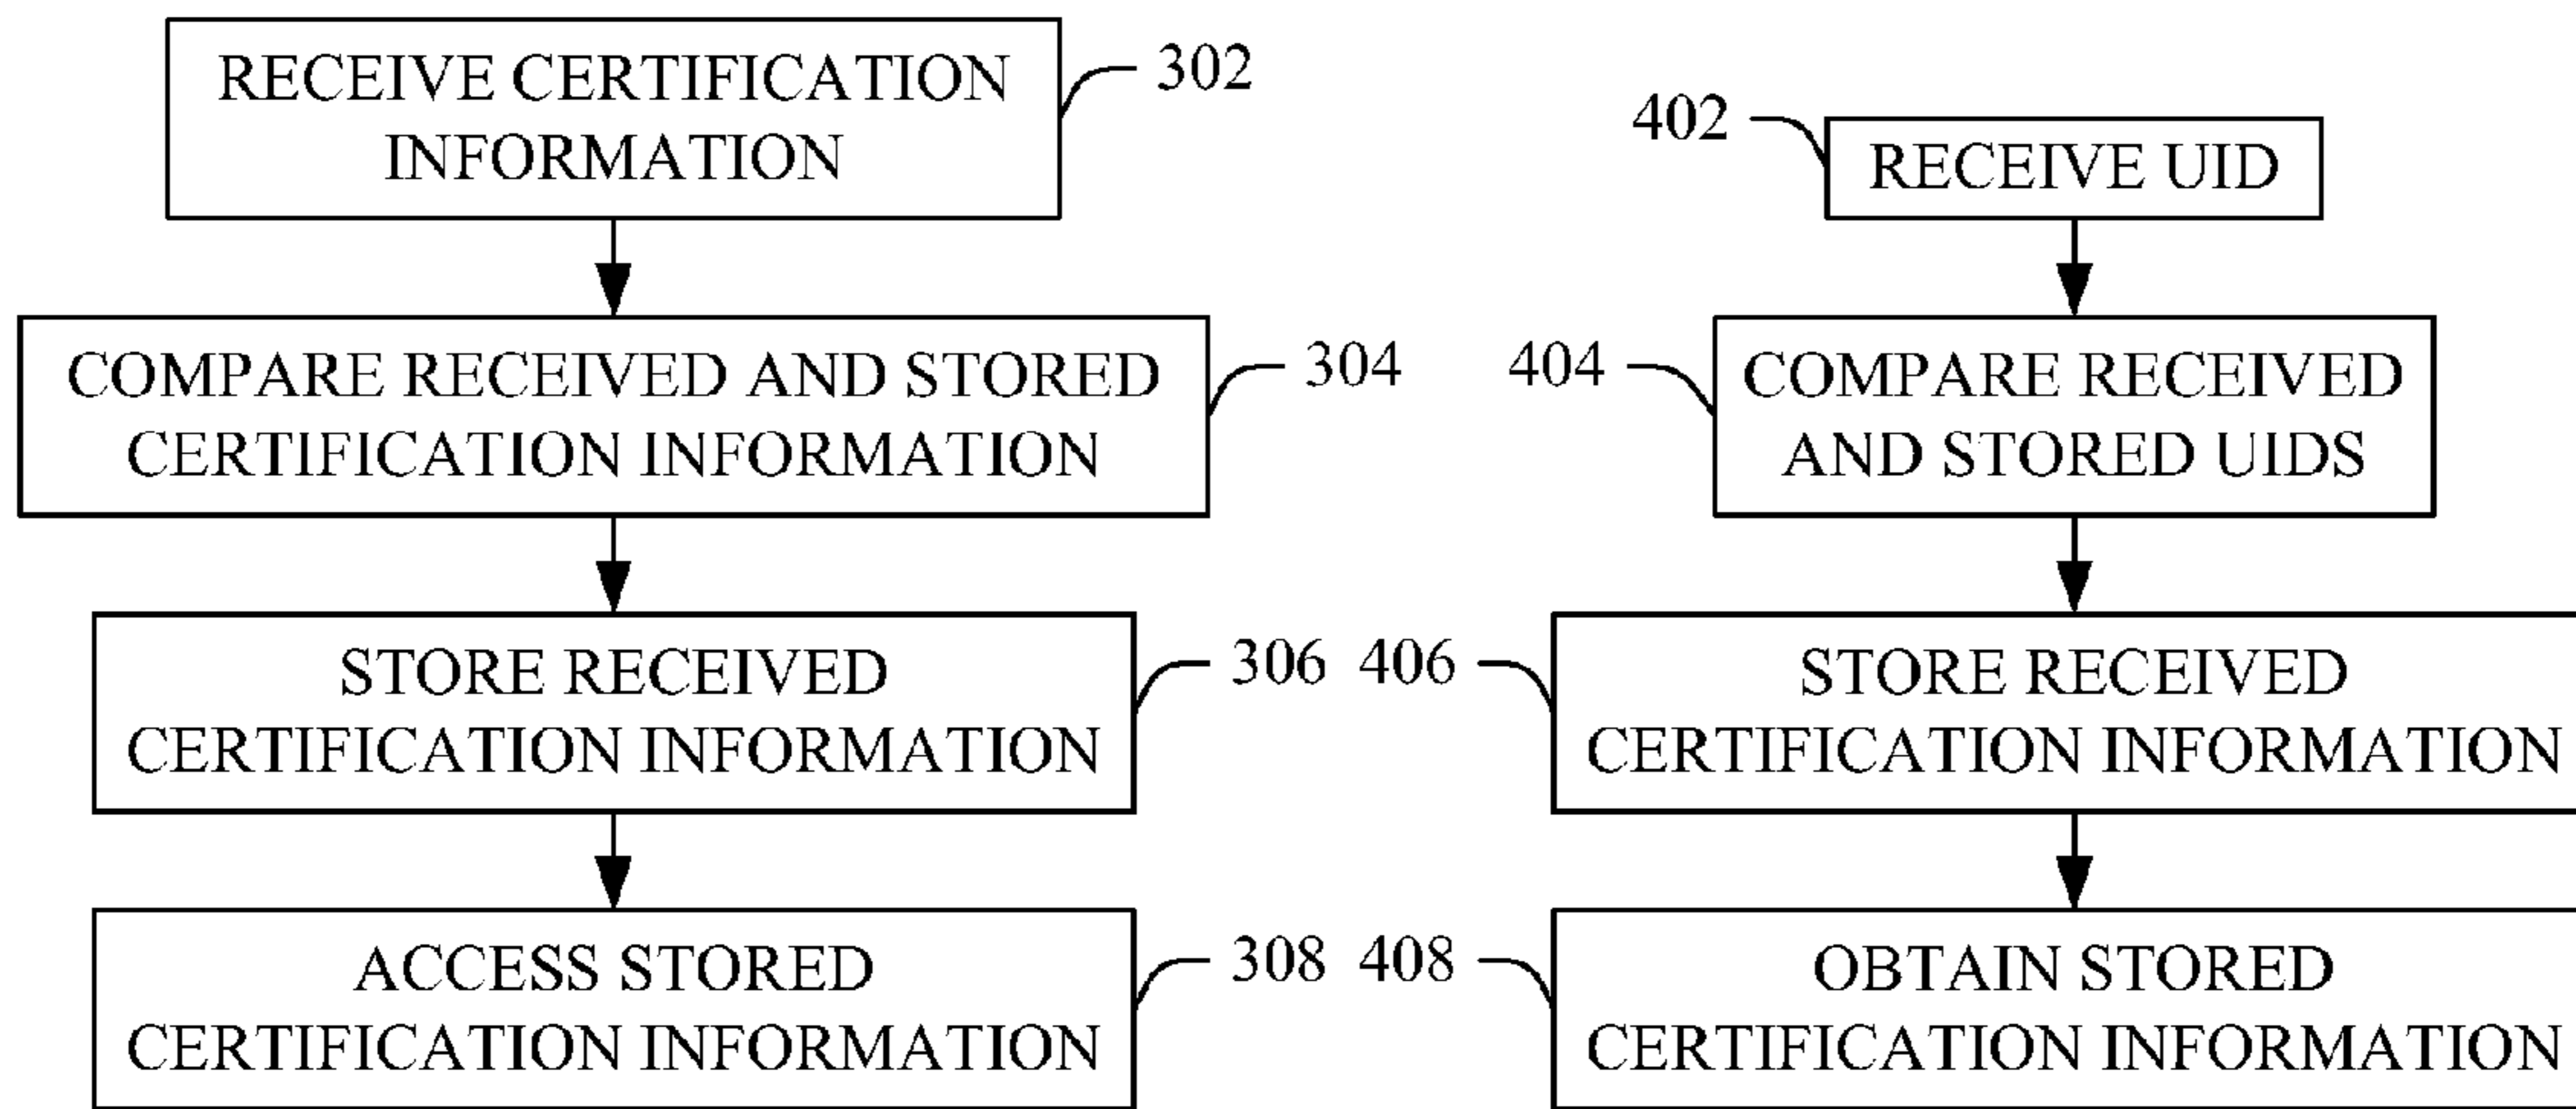 RECEIVE CERTIFICATION
INFORMATION
302
COMPARE RECEIVED AND STORED
CERTIFICATION INFORMATION
304
STORE RECEIVED
CERTIFICATION INFORMATION
306
ACCESS STORED
CERTIFICATION INFORMATION
308
402
RECEIVE UID
404
COMPARE RECEIVED
AND STORED UIDS
406
STORE RECEIVED
CERTIFICATION INFORMATION
408
OBTAIN STORED
CERTIFICATION INFORMATION